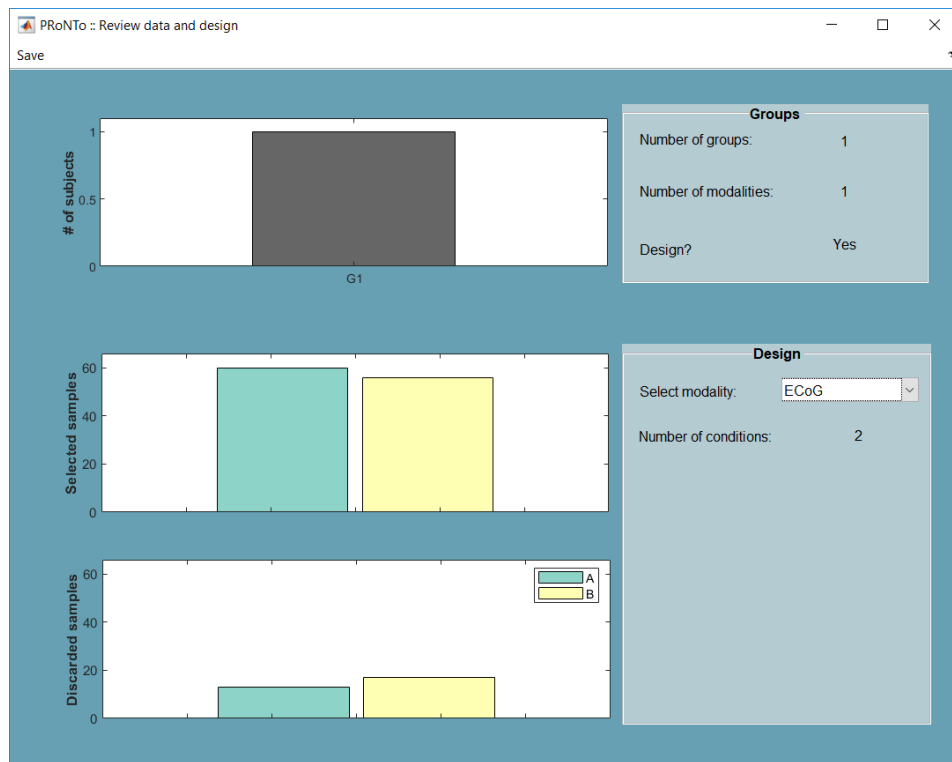 PRoNTo :: Review data and design
Save
# of subjects
1
0.5
0
G1
Groups
Number of groups: 1
Number of modalities: 1
Design? Yes
Selected samples
60
40
20
0
Design
Select modality: ECoG
Number of conditions: 2
Discarded samples
60
40
20
0
A
B